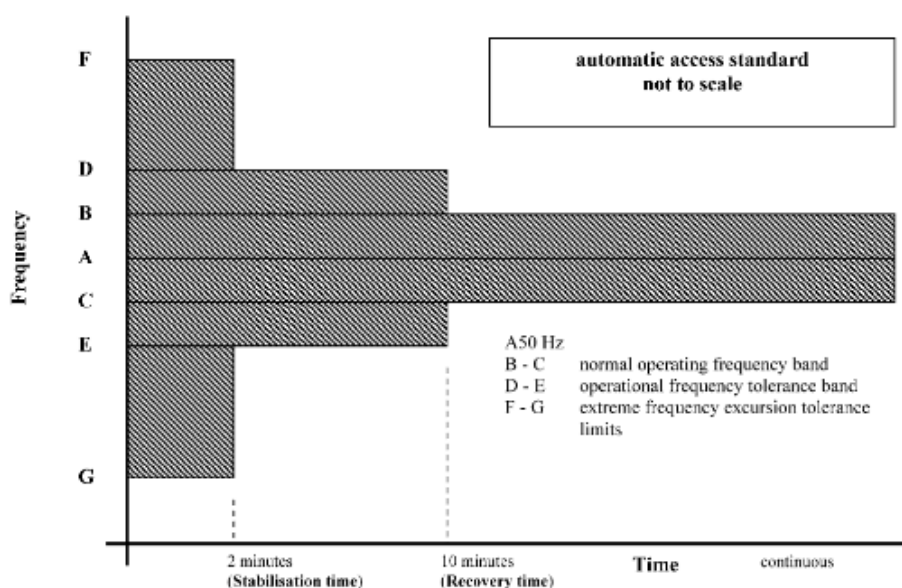 F
automatic access standard
not to scale
D
B
A
C
E
G
Frequency
A50 Hz
B - C normal operating frequency band
D - E operational frequency tolerance band
F - G extreme frequency excursion tolerance
limits
2 minutes
(Stabilisation time)
10 minutes
(Recovery time)
Time
continuous